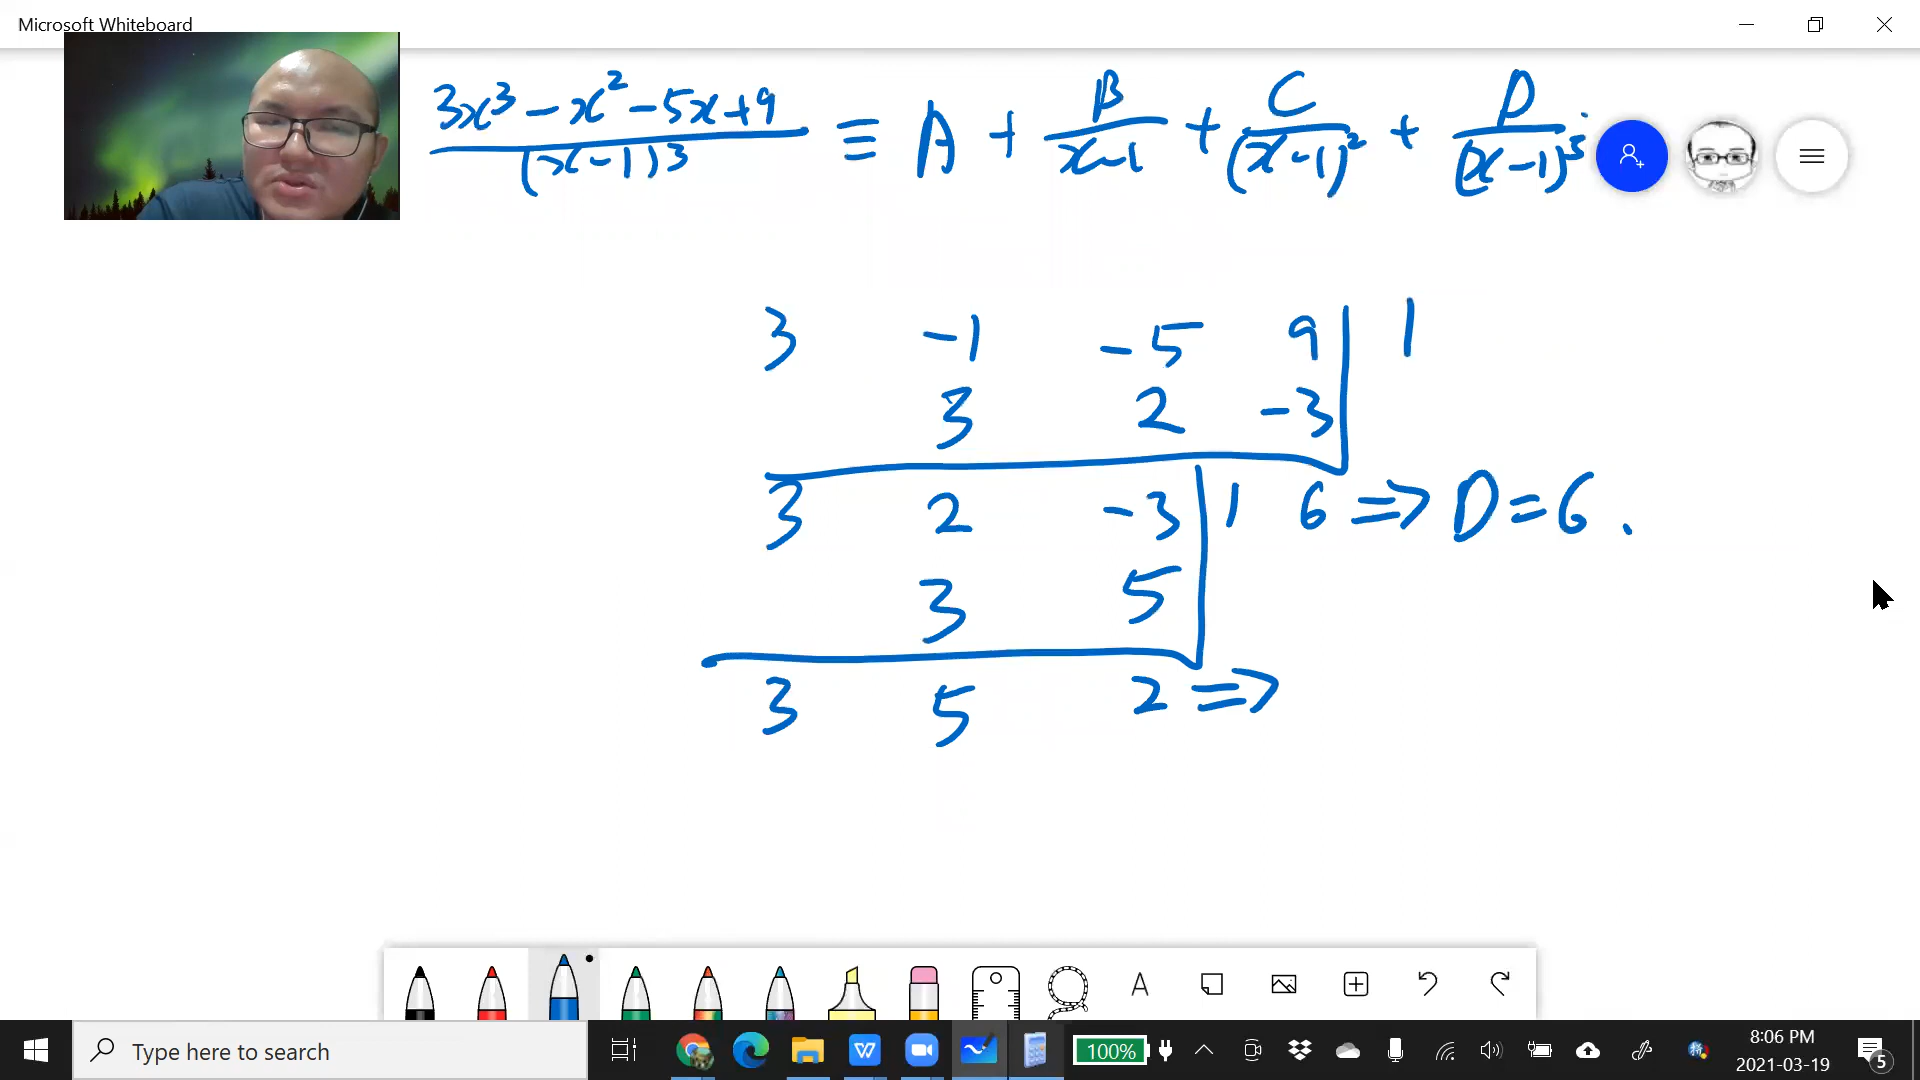 Microsoft Whiteboard
3x³ - x² - 5x + 9 / (x-1)³ ≡ A + B/(x-1) + C/(x-1)² + D/(x-1)³
3 -1 -5 9 | 1
3 2 -3
3 2 -3 | 1 6 => D = 6 .
3 5
3 5 2 =>
A
Type here to search
W
100%
8:06 PM
2021-03-19
5